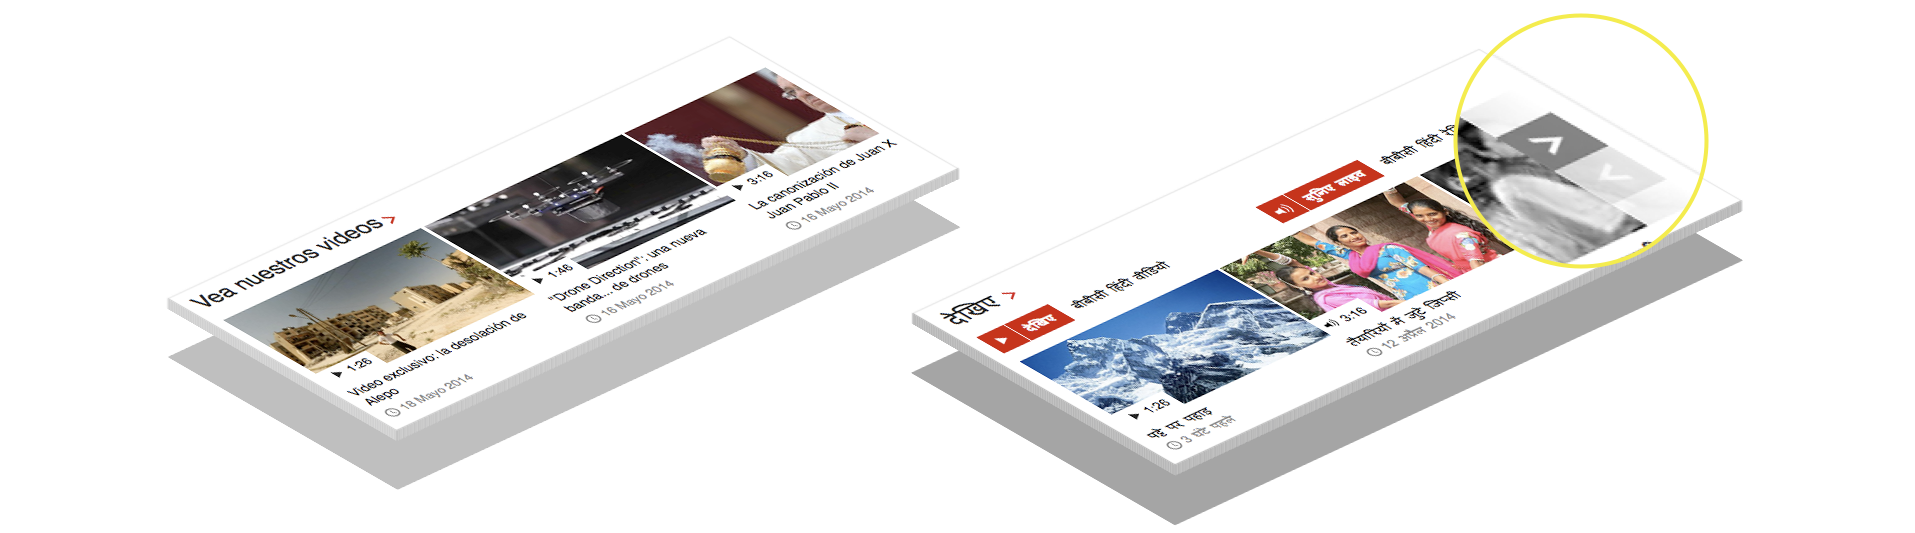 Vea nuestros videos >
1:26
Video exclusivo: la desolación de
Alepo
18 Mayo 2014
1:46
"Drone Direction": una nueva
banda... de drones
16 Mayo 2014
3:16
La canonización de Juan X
Juan Pablo II
16 Mayo 2014
देखिए >
देखिए
बीबीसी हिंदी वीडियो
1:26
पट्टे पर पहाड़
3 घंटे पहले
सुनिए लाइव
बीबीसी हिंदी
3:16
तैयारियों में जुटे जिप्सी
12 अप्रैल 2014